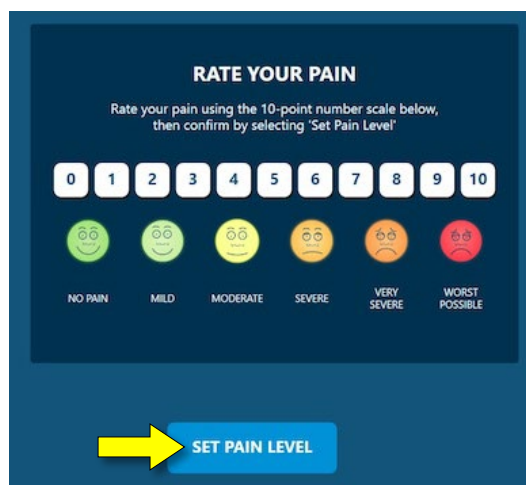 RATE YOUR PAIN
Rate your pain using the 10-point number scale below,
then confirm by selecting 'Set Pain Level'
0 1 2 3 4 5 6 7 8 9 10
NO PAIN MILD MODERATE SEVERE VERY SEVERE WORST POSSIBLE
SET PAIN LEVEL